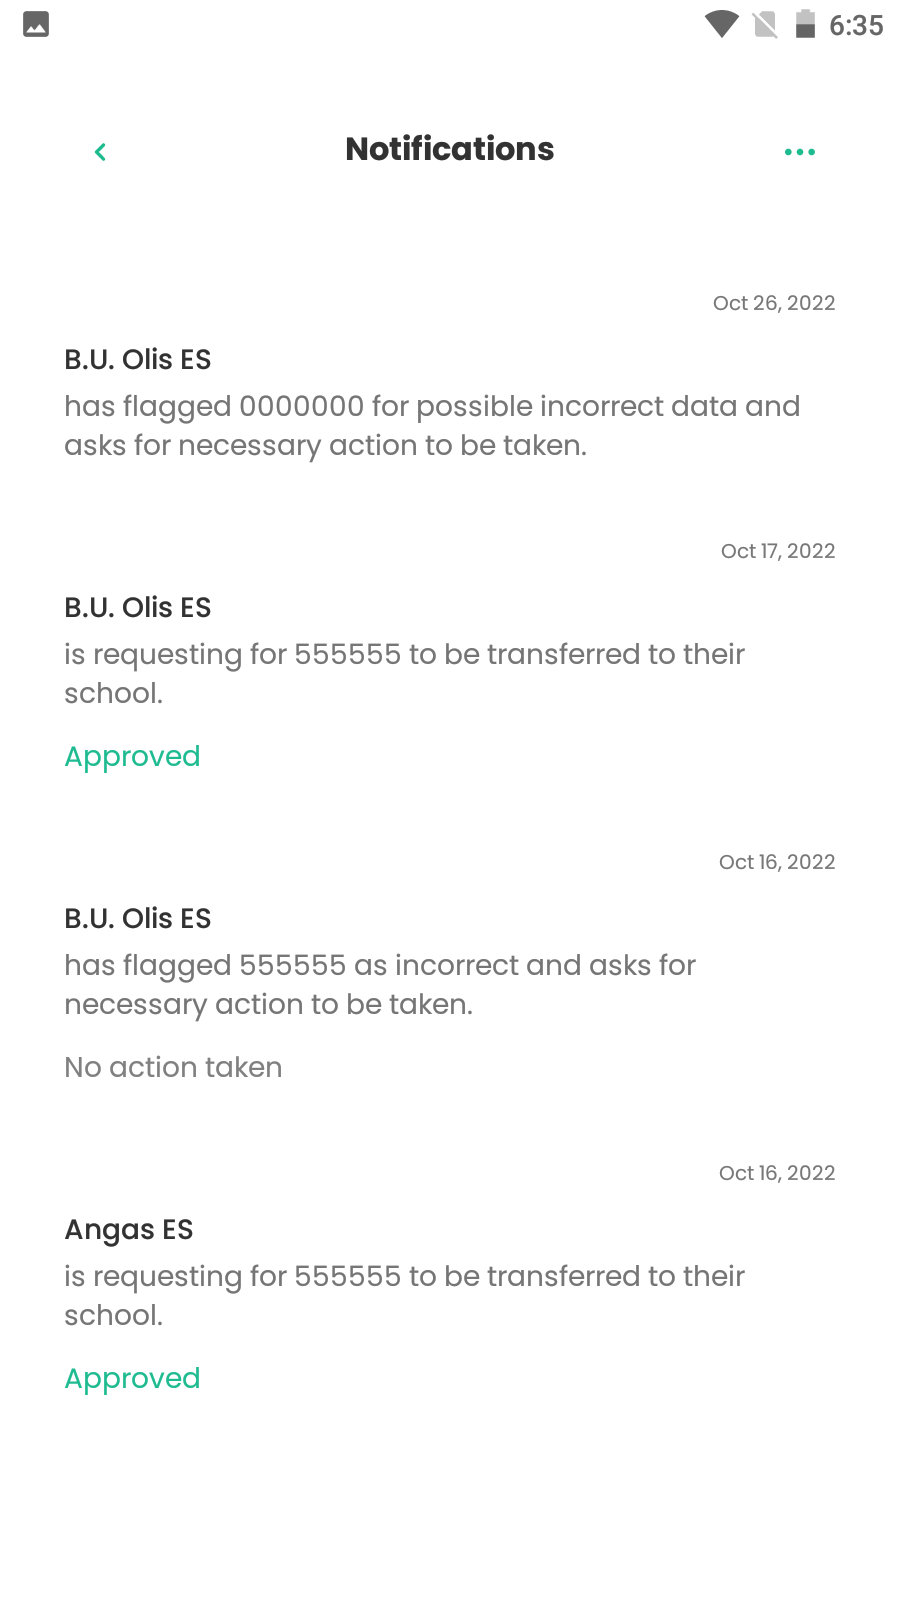 6:35
Notifications
Oct 26, 2022
B.U. Olis ES
has flagged 0000000 for possible incorrect data and
asks for necessary action to be taken.
Oct 17, 2022
B.U. Olis ES
is requesting for 555555 to be transferred to their
school.
Approved
Oct 16, 2022
B.U. Olis ES
has flagged 555555 as incorrect and asks for
necessary action to be taken.
No action taken
Oct 16, 2022
Angas ES
is requesting for 555555 to be transferred to their
school.
Approved